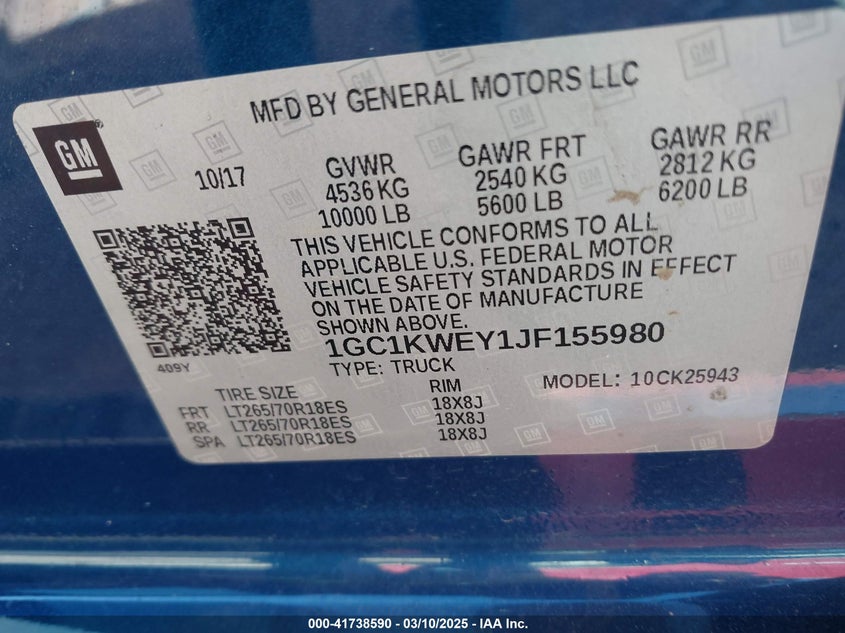 MFD BY GENERAL MOTORS LLC
GM
10/17
GVWR
4536 KG
10000 LB
GAWR FRT
2540 KG
5600 LB
GAWR RR
2812 KG
6200 LB
THIS VEHICLE CONFORMS TO ALL
APPLICABLE U.S. FEDERAL MOTOR
VEHICLE SAFETY STANDARDS IN EFFECT
ON THE DATE OF MANUFACTURE
SHOWN ABOVE.
409Y
1GC1KWEY1JF155980
TYPE: TRUCK
MODEL: 10CK25943
TIRE SIZE RIM
FRT LT265/70R18ES 18X8J
RR LT265/70R18ES 18X8J
SPA LT265/70R18ES 18X8J
000-41738590 - 03/10/2025 - IAA Inc.